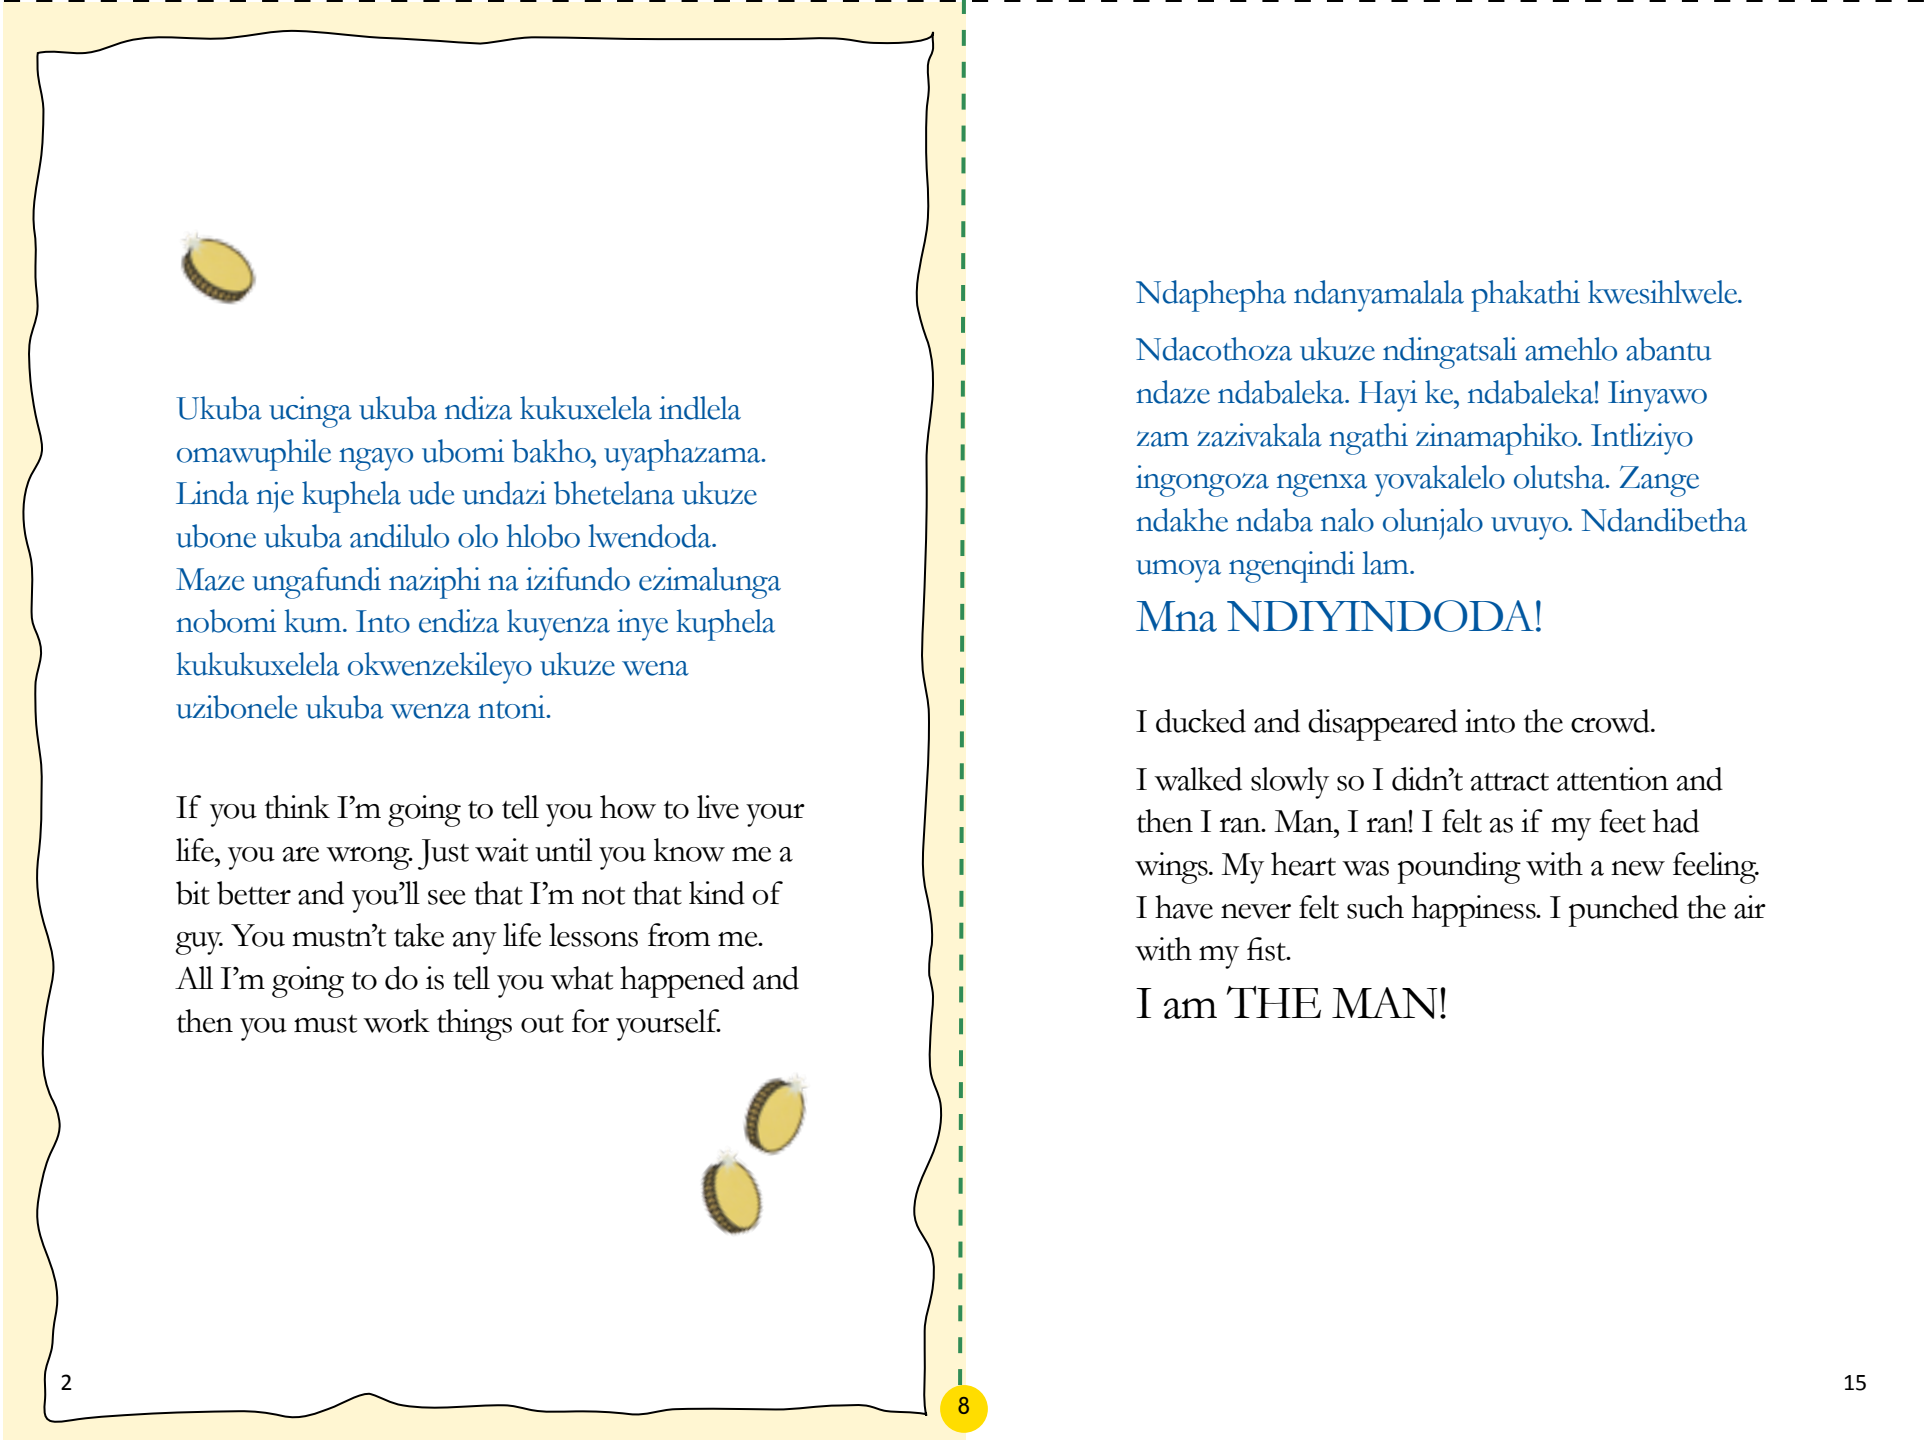 Ukuba ucinga ukuba ndiza kukuxelela indlela
omawuphile ngayo ubomi bakho, uyaphazama.
Linda nje kuphela ude undazi bhetelana ukuze
ubone ukuba andilulo olo hlobo lwendoda.
Maze ungafundi naziphi na izifundo ezimalunga
nobomi kum. Into endiza kuyenza inye kuphela
kukukuxelela okwenzekileyo ukuze wena
uzibonele ukuba wenza ntoni.
If you think I’m going to tell you how to live your
life, you are wrong. Just wait until you know me a
bit better and you’ll see that I’m not that kind of
guy. You mustn’t take any life lessons from me.
All I’m going to do is tell you what happened and
then you must work things out for yourself.
2
8
Ndaphepha ndanyamalala phakathi kwesihlwele.
Ndacothoza ukuze ndingatsali amehlo abantu
ndaze ndabaleka. Hayi ke, ndabaleka! Iinyawo
zam zazivakala ngathi zinamaphiko. Intliziyo
ingongoza ngenxa yovakalelo olutsha. Zange
ndakhe ndaba nalo olunjalo uvuyo. Ndandibetha
umoya ngenqindi lam.
Mna NDIYINDODA!
I ducked and disappeared into the crowd.
I walked slowly so I didn’t attract attention and
then I ran. Man, I ran! I felt as if my feet had
wings. My heart was pounding with a new feeling.
I have never felt such happiness. I punched the air
with my fist.
I am THE MAN!
15